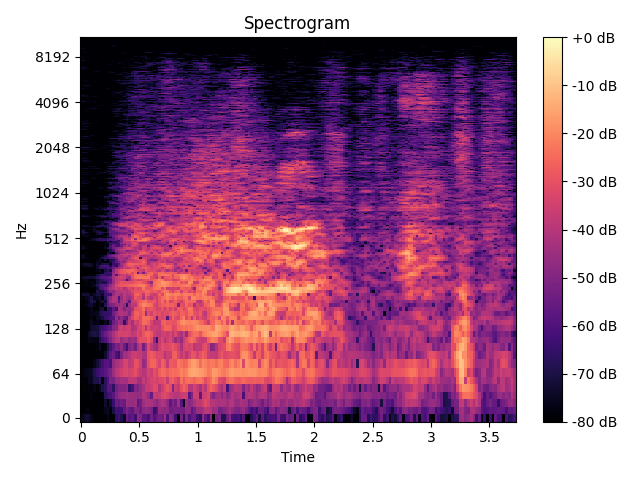 Spectrogram
8192
4096
2048
1024
512
256
128
64
0
Hz
0
0.5
1
1.5
2
2.5
3
3.5
Time
+0 dB
-10 dB
-20 dB
-30 dB
-40 dB
-50 dB
-60 dB
-70 dB
-80 dB